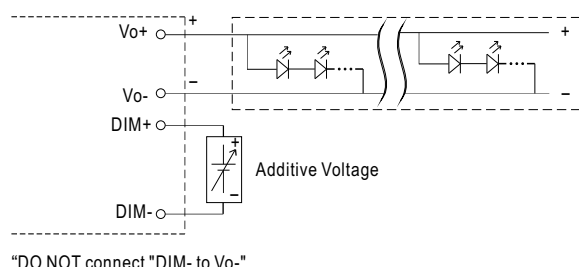 Vo+
+
+
Vo-
−
−
DIM+
+
Additive Voltage
−
DIM-
“DO NOT connect "DIM- to Vo-"